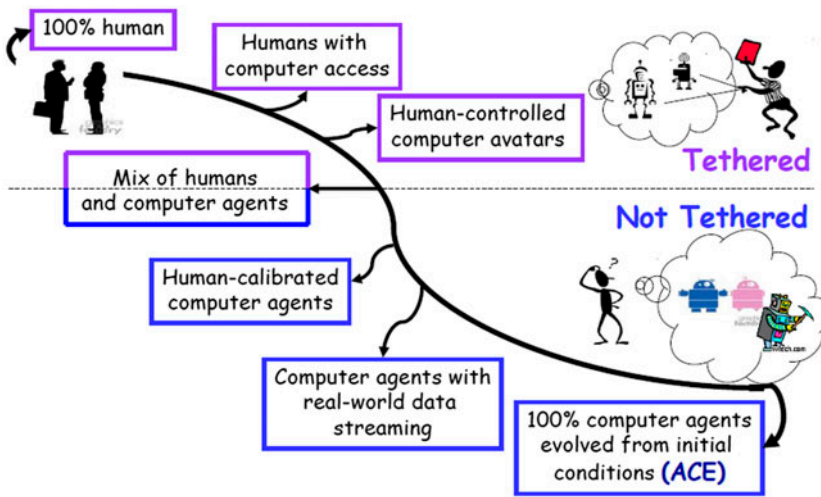 100% human
Humans with
computer access
Human-controlled
computer avatars
Tethered
Mix of humans
and computer agents
Not Tethered
?
Human-calibrated
computer agents
Computer agents with
real-world data
streaming
100% computer agents
evolved from initial
conditions (ACE)